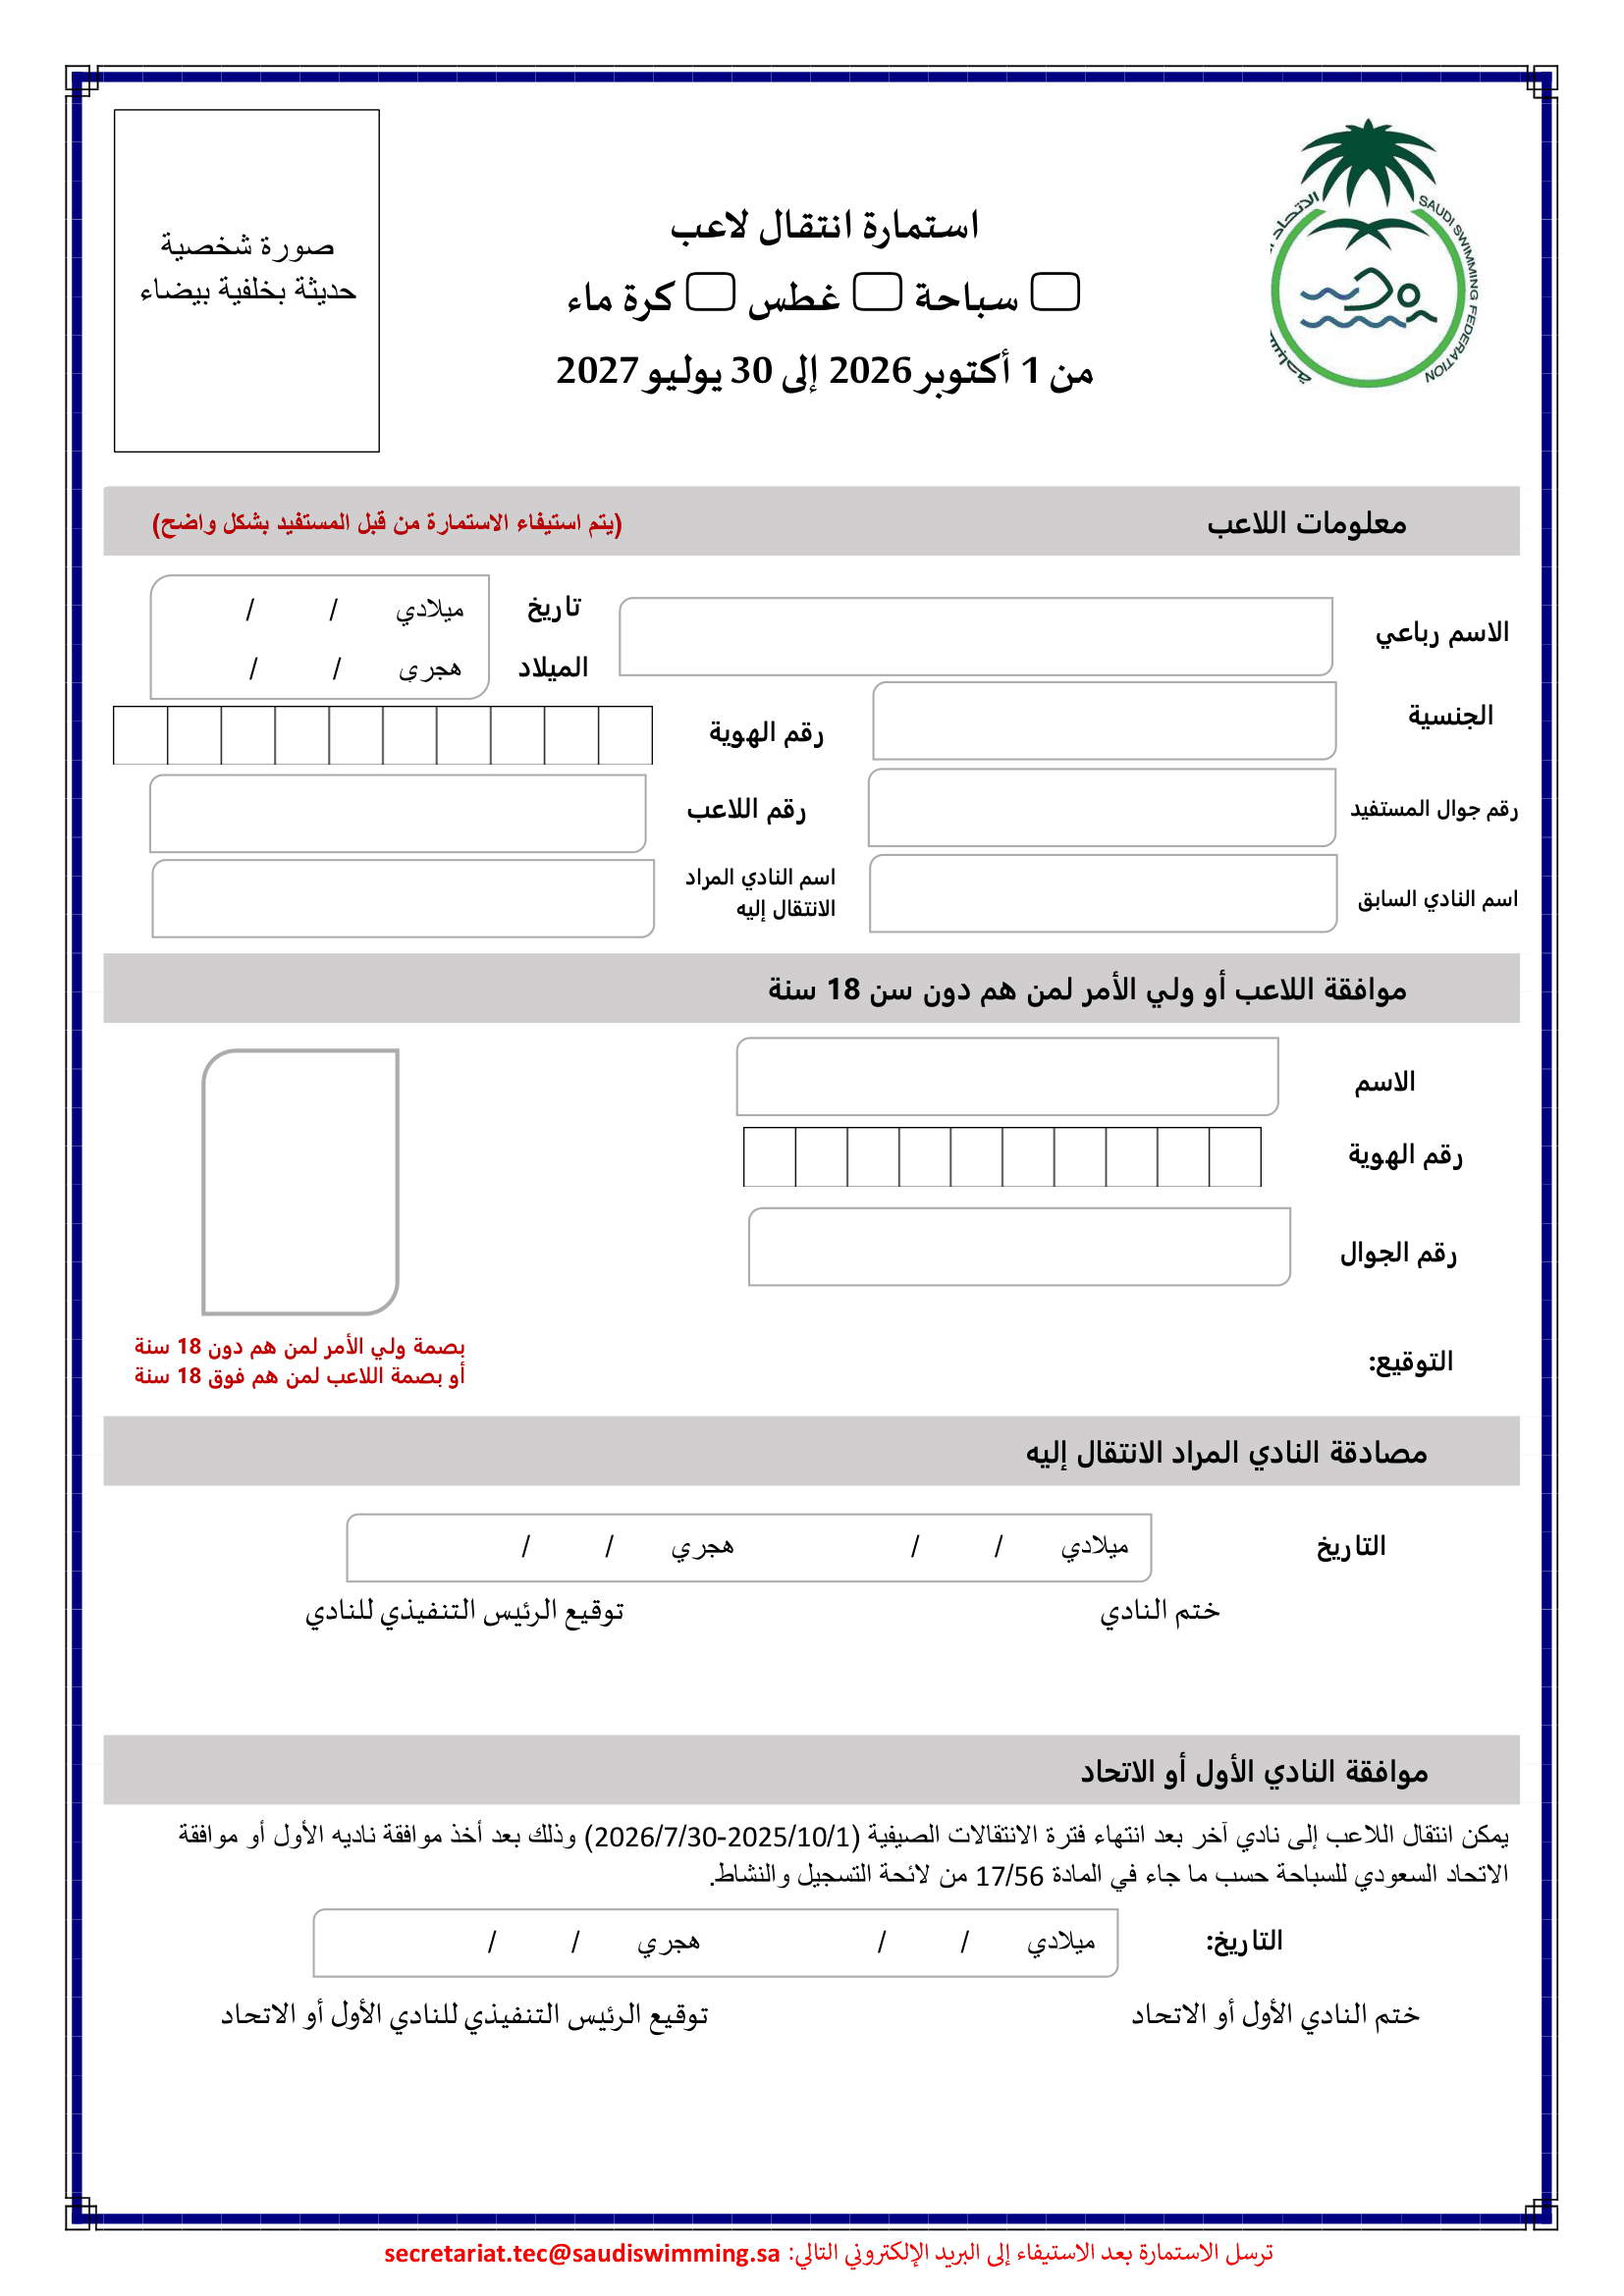 صورة شخصية
حديثة بخلفية بيضاء
SAUDI SWIMMING FEDERATION
استمارة انتقال لاعب
سباحة غطس كرة ماء
من 1 أكتوبر 2026 إلى 30 يوليو 2027
معلومات اللاعب (يتم استيفاء الاستمارة من قبل المستفيد بشكل واضح)
الاسم رباعي
تاريخ الميلاد
ميلادي / /
هجري / /
الجنسية
رقم الهوية
رقم جوال المستفيد
رقم اللاعب
اسم النادي السابق
اسم النادي المراد
الانتقال إليه
موافقة اللاعب أو ولي الأمر لمن هم دون سن 18 سنة
الاسم
رقم الهوية
رقم الجوال
التوقيع:
بصمة ولي الأمر لمن هم دون 18 سنة
أو بصمة اللاعب لمن هم فوق 18 سنة
مصادقة النادي المراد الانتقال إليه
التاريخ ميلادي / / هجري / /
ختم النادي توقيع الرئيس التنفيذي للنادي
موافقة النادي الأول أو الاتحاد
يمكن انتقال اللاعب إلى نادي آخر بعد انتهاء فترة الانتقالات الصيفية (2025/10/1-2026/7/30) وذلك بعد أخذ موافقة ناديه الأول أو موافقة
الاتحاد السعودي للسباحة حسب ما جاء في المادة 17/56 من لائحة التسجيل والنشاط.
التاريخ: ميلادي / / هجري / /
ختم النادي الأول أو الاتحاد توقيع الرئيس التنفيذي للنادي الأول أو الاتحاد
ترسل الاستمارة بعد الاستيفاء إلى البريد الإلكتروني التالي: secretariat.tec@saudiswimming.sa